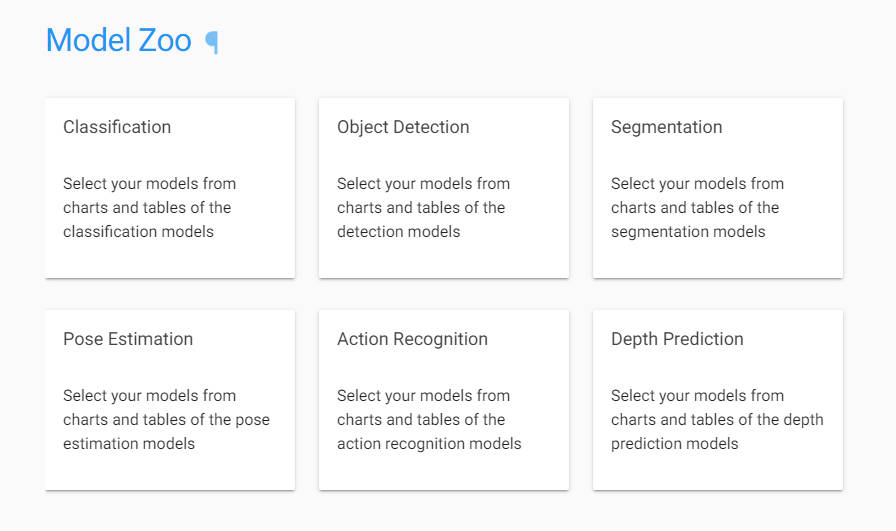 Model Zoo ¶
Classification
Select your models from
charts and tables of the
classification models
Object Detection
Select your models from
charts and tables of the
detection models
Segmentation
Select your models from
charts and tables of the
segmentation models
Pose Estimation
Select your models from
charts and tables of the pose
estimation models
Action Recognition
Select your models from
charts and tables of the
action recognition models
Depth Prediction
Select your models from
charts and tables of the depth
prediction models